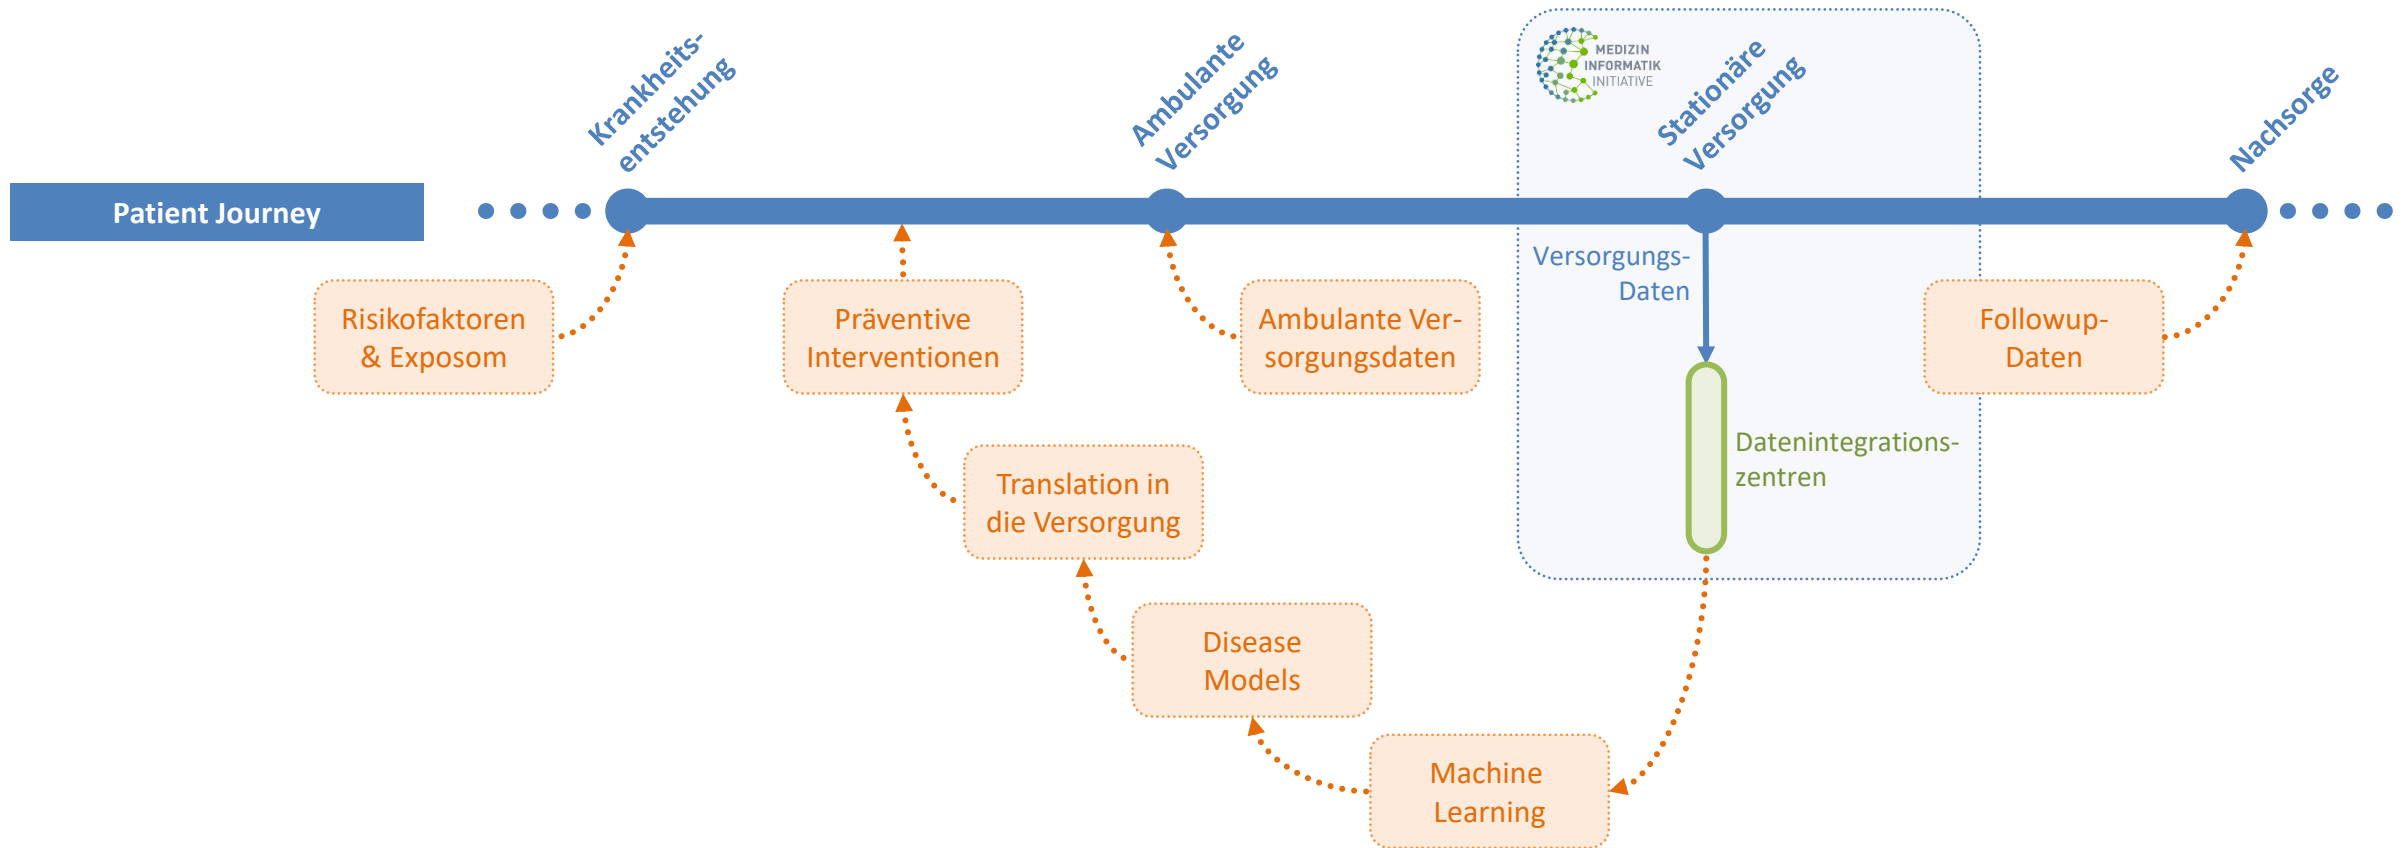 Krankheits-
entstehung
Ambulante
Versorgung
MEDIZIN
INFORMATIK
INITIATIVE
Stationäre
Versorgung
Nachsorge
Patient Journey
Versorgungs-
Daten
Risikofaktoren
& Exposom
Präventive
Interventionen
Ambulante Ver-
sorgungsdaten
Followup-
Daten
Datenintegrations-
zentren
Translation in
die Versorgung
Disease
Models
Machine
Learning